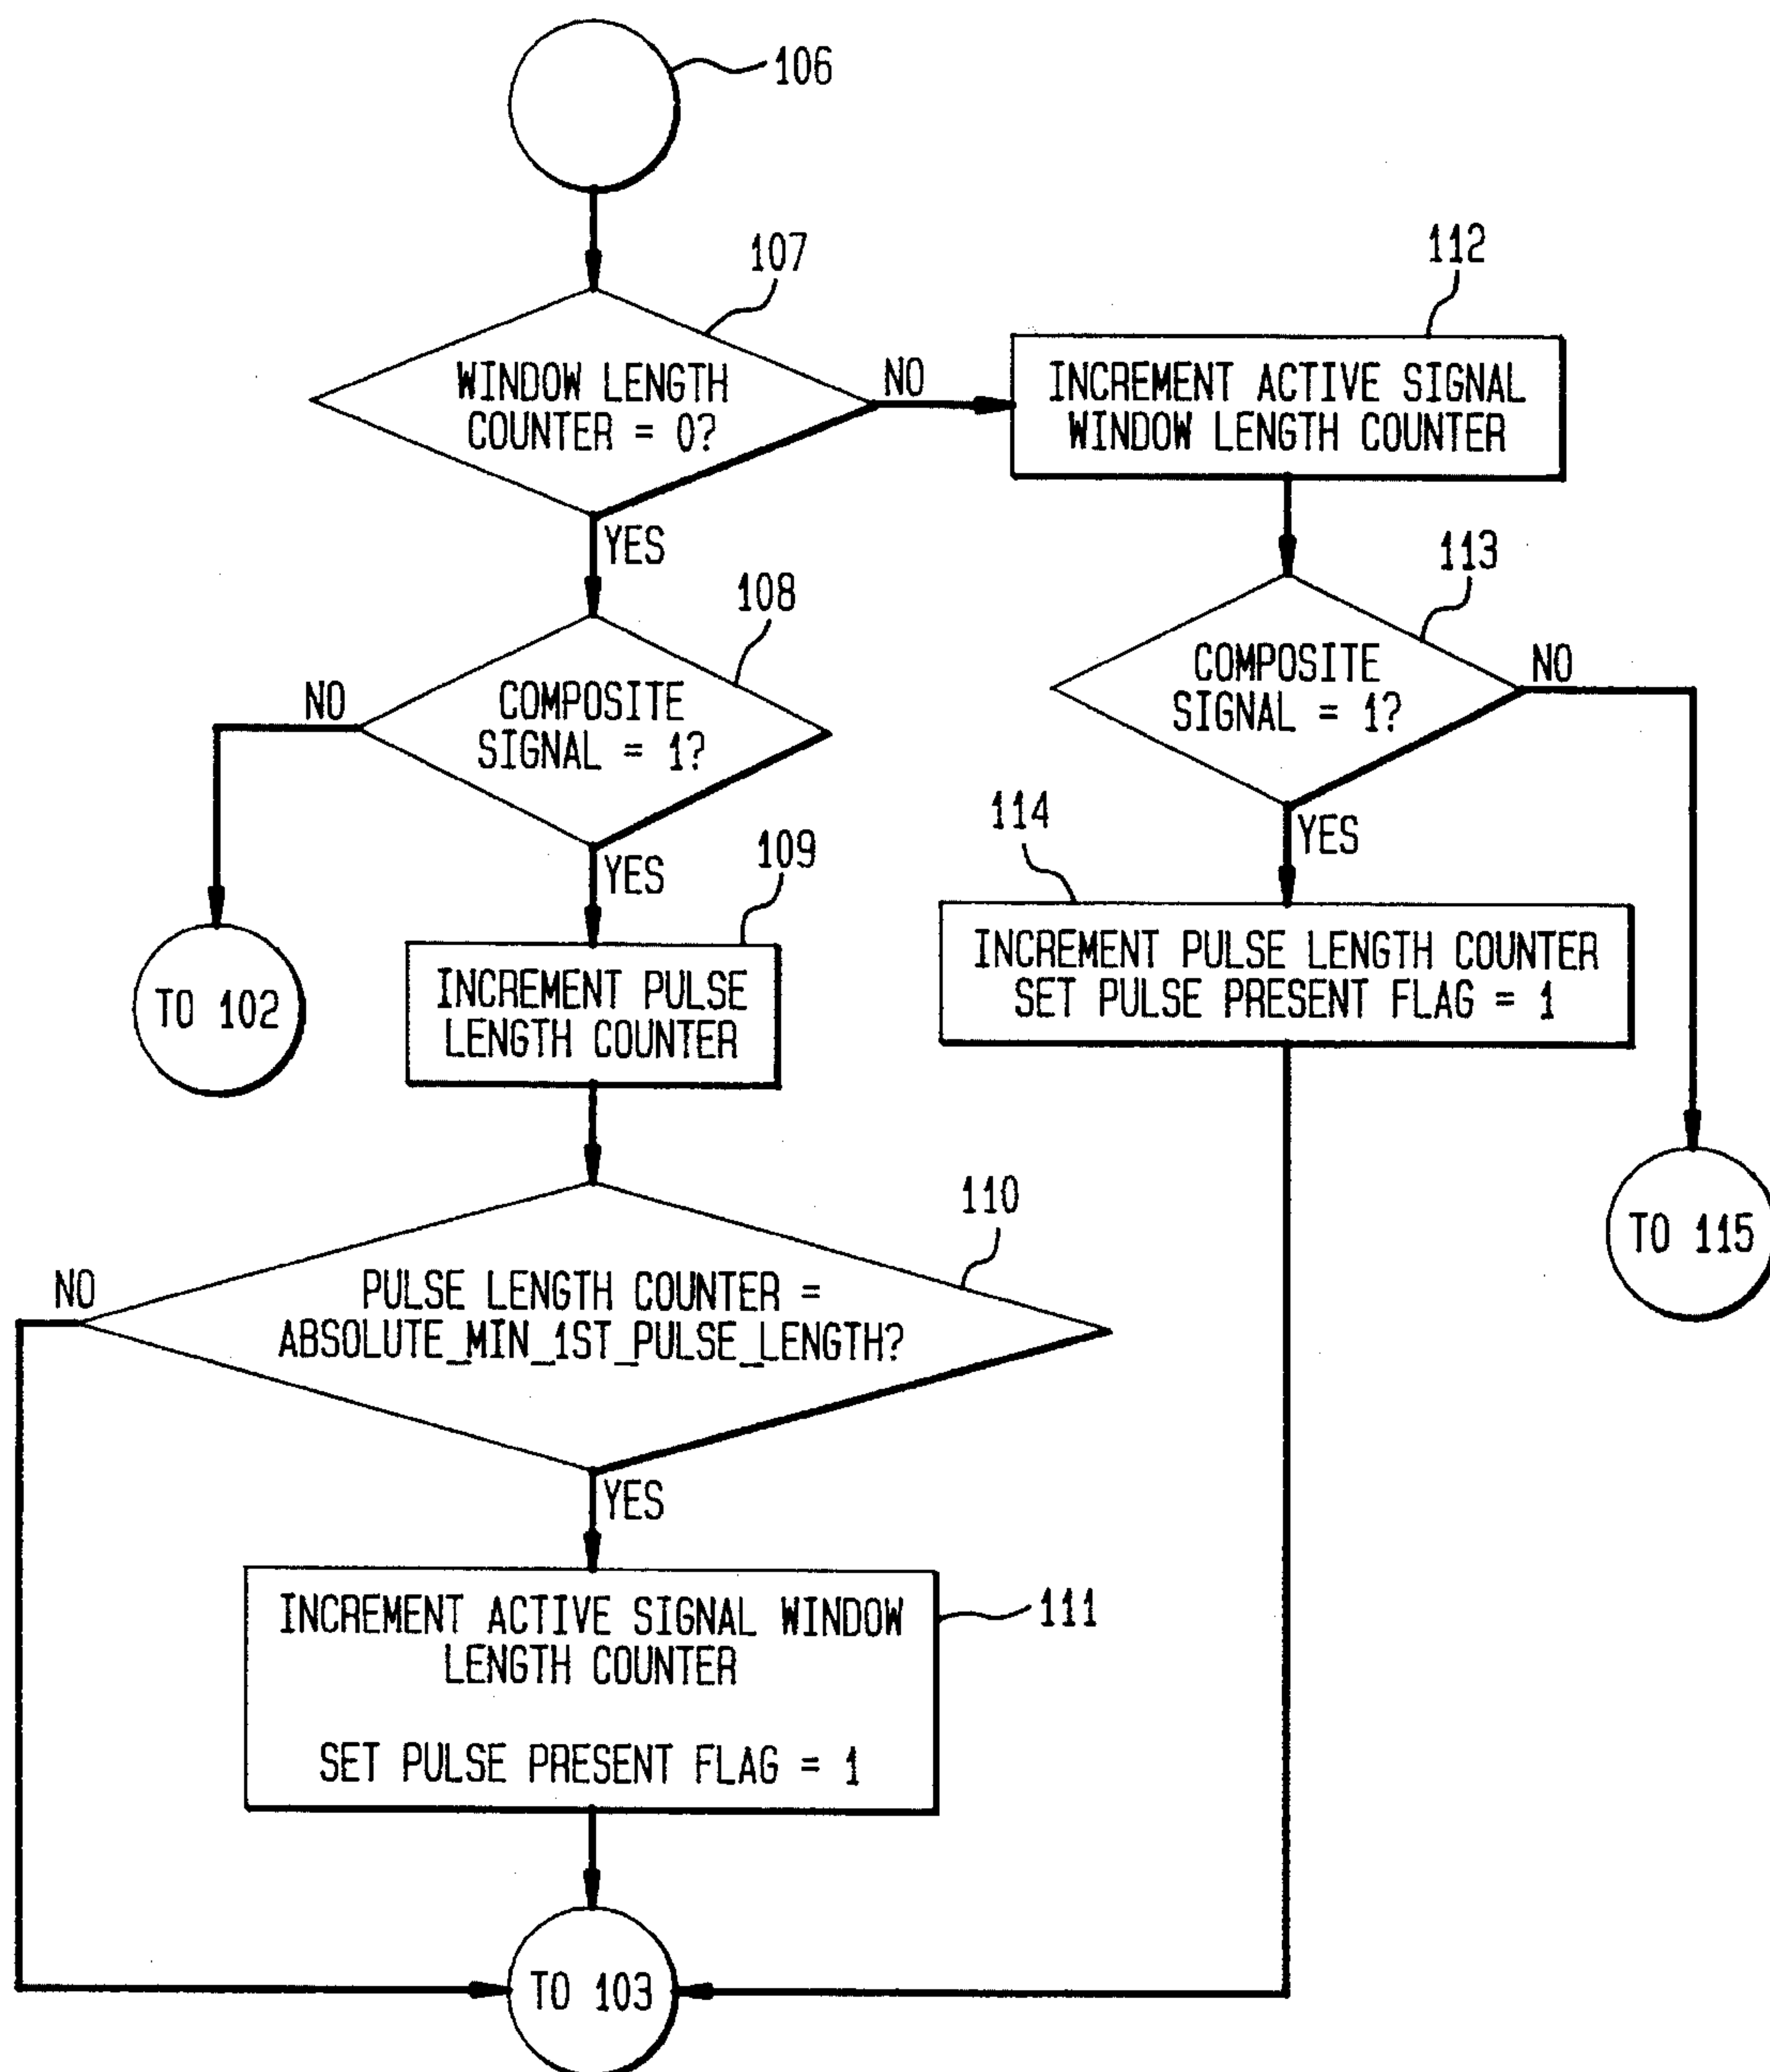 106
107
WINDOW LENGTH
COUNTER = 0?
NO
YES
112
INCREMENT ACTIVE SIGNAL
WINDOW LENGTH COUNTER
108
COMPOSITE
SIGNAL = 1?
NO
YES
113
COMPOSITE
SIGNAL = 1?
NO
YES
TO 102
109
INCREMENT PULSE
LENGTH COUNTER
114
INCREMENT PULSE LENGTH COUNTER
SET PULSE PRESENT FLAG = 1
TO 115
110
PULSE LENGTH COUNTER =
ABSOLUTE_MIN_1ST_PULSE_LENGTH?
NO
YES
111
INCREMENT ACTIVE SIGNAL WINDOW
LENGTH COUNTER
SET PULSE PRESENT FLAG = 1
TO 103